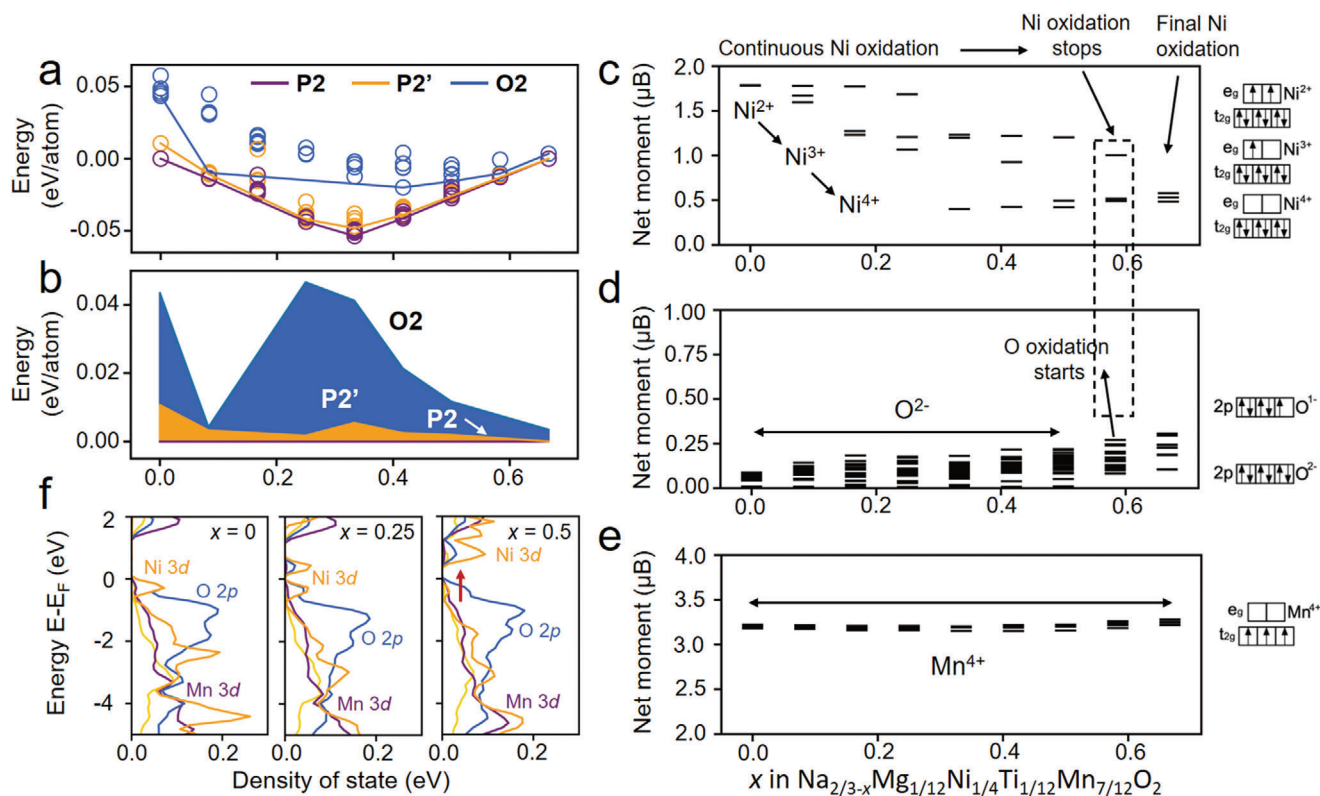 a
P2
P2'
O2
Energy
(eV/atom)
0.05
0.00
-0.05
b
Energy
(eV/atom)
0.04
0.02
0.00
O2
P2'
P2
0.0
0.2
0.4
0.6
f
Energy E-E_F (eV)
2
0
-2
-4
x = 0
Ni 3d
O 2p
Mn 3d
x = 0.25
Ni 3d
O 2p
Mn 3d
x = 0.5
Ni 3d
O 2p
Mn 3d
0.0
0.2
0.0
0.2
0.0
0.2
Density of state (eV)
c
Continuous Ni oxidation
Ni oxidation
stops
Final Ni
oxidation
Net moment (μB)
2.0
1.5
1.0
0.5
0.0
Ni2+
Ni3+
Ni4+
0.0
0.2
0.4
0.6
eg Ni2+
t2g
eg Ni3+
t2g
eg Ni4+
t2g
d
Net moment (μB)
1.00
0.75
0.50
0.25
0.00
O2-
O oxidation
starts
0.0
0.2
0.4
0.6
2p O1-
2p O2-
e
Net moment (μB)
4.0
3.5
3.0
2.5
2.0
Mn4+
eg Mn4+
t2g
0.0
0.2
0.4
0.6
x in Na2/3-xMg1/12Ni1/4Ti1/12Mn7/12O2